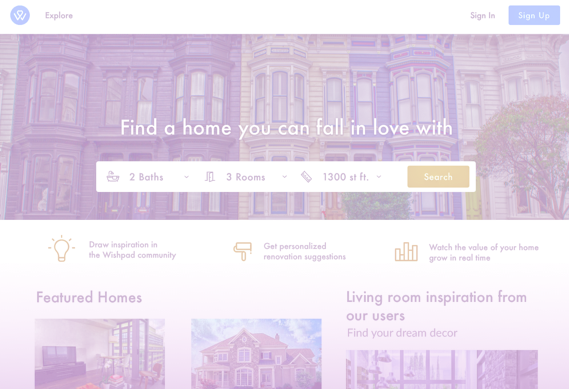 Explore
Sign In
Sign Up
Find a home you can fall in love with
2 Baths
3 Rooms
1300 st ft.
Search
Draw inspiration in
the Wishpad community
Get personalized
renovation suggestions
Watch the value of your home
grow in real time
Featured Homes
Living room inspiration from
our users
Find your dream decor